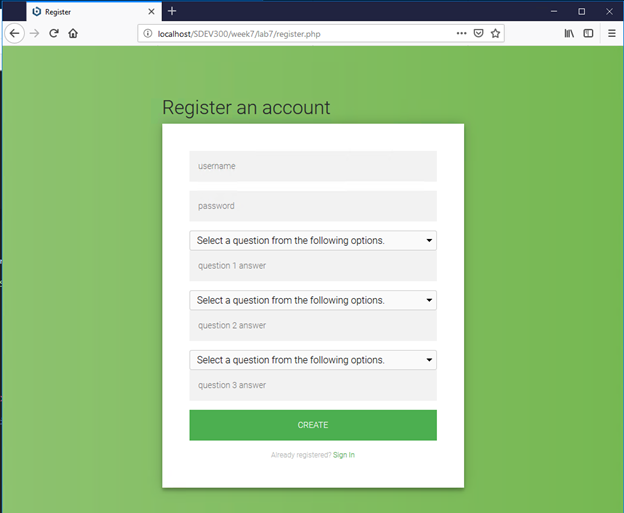 Register
localhost/SDEV300/week7/lab7/register.php
Register an account
username
password
Select a question from the following options.
question 1 answer
Select a question from the following options.
question 2 answer
Select a question from the following options.
question 3 answer
CREATE
Already registered? Sign In